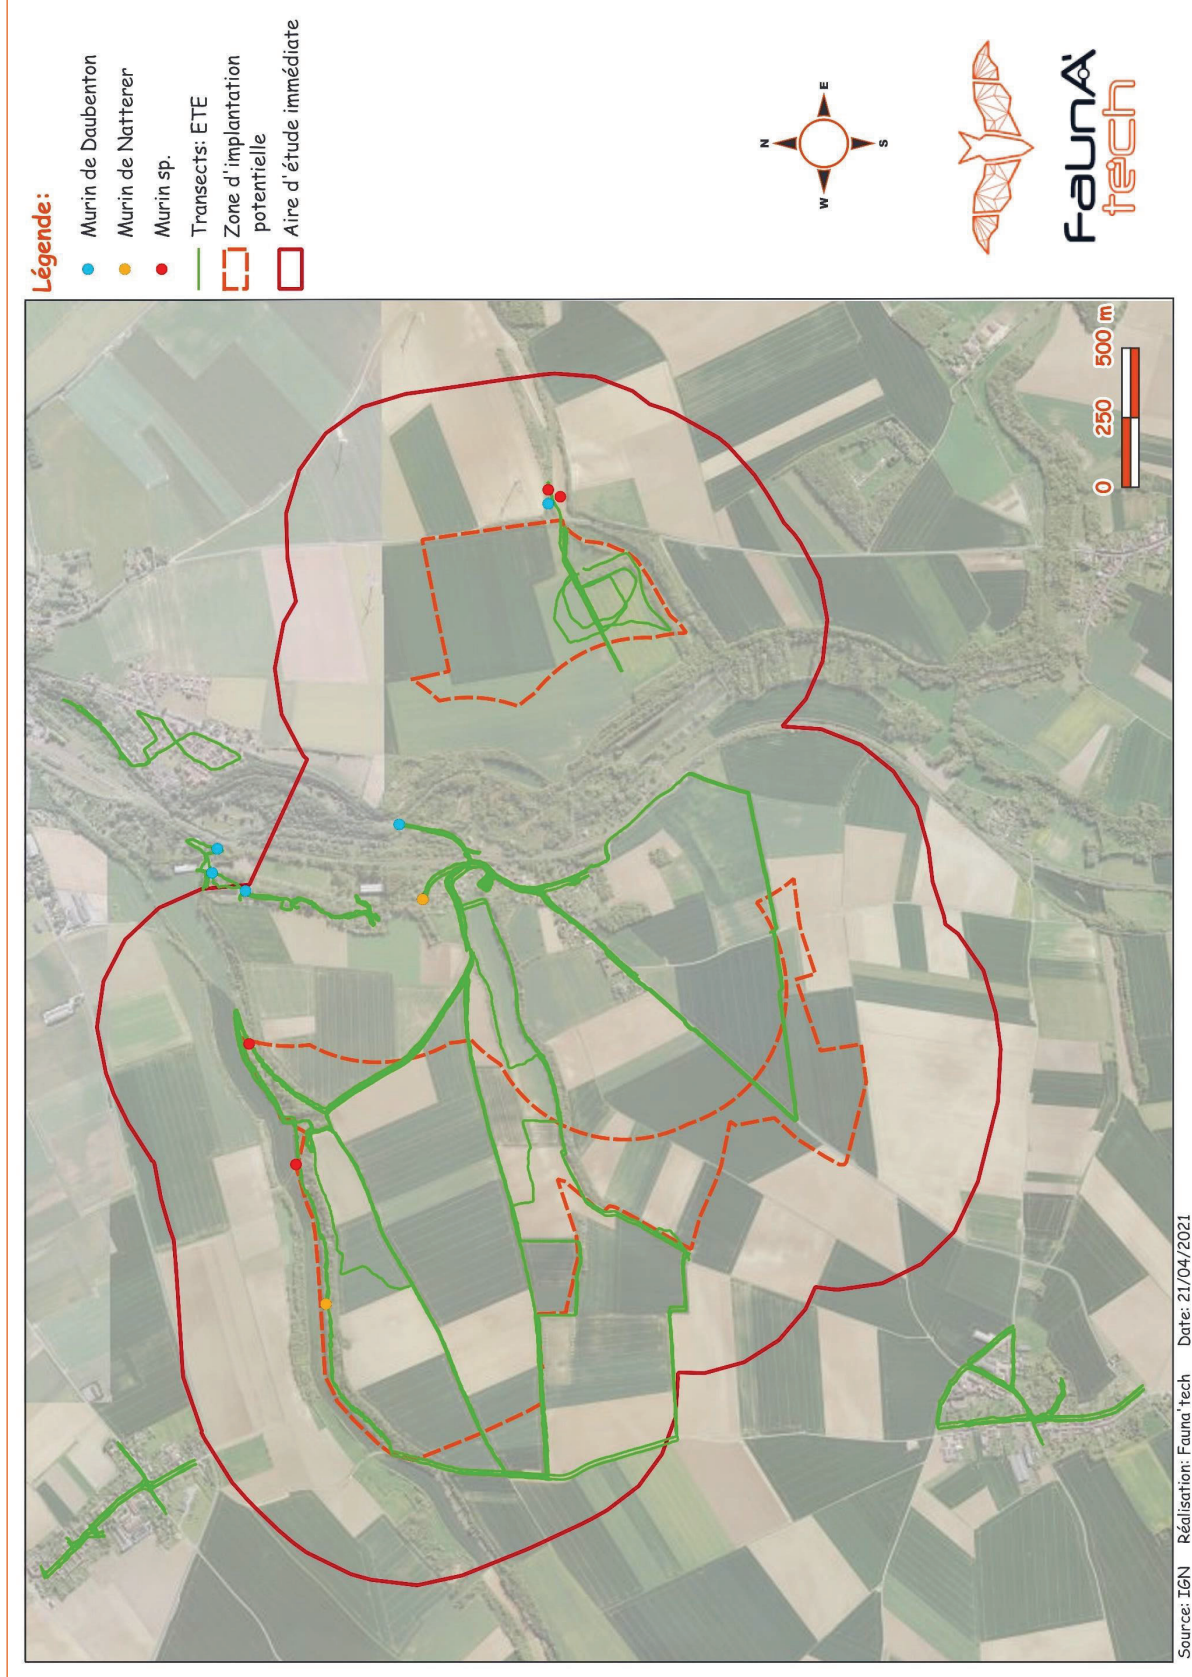 Légende:
Murin de Daubenton
Murin de Natterer
Murin sp.
Transects: ETE
Zone d'implantation
potentielle
Aire d'étude immédiate
N
E
S
W
Faunà
tech
0 250 500 m
Source: IGN Réalisation: Fauna'tech Date: 21/04/2021